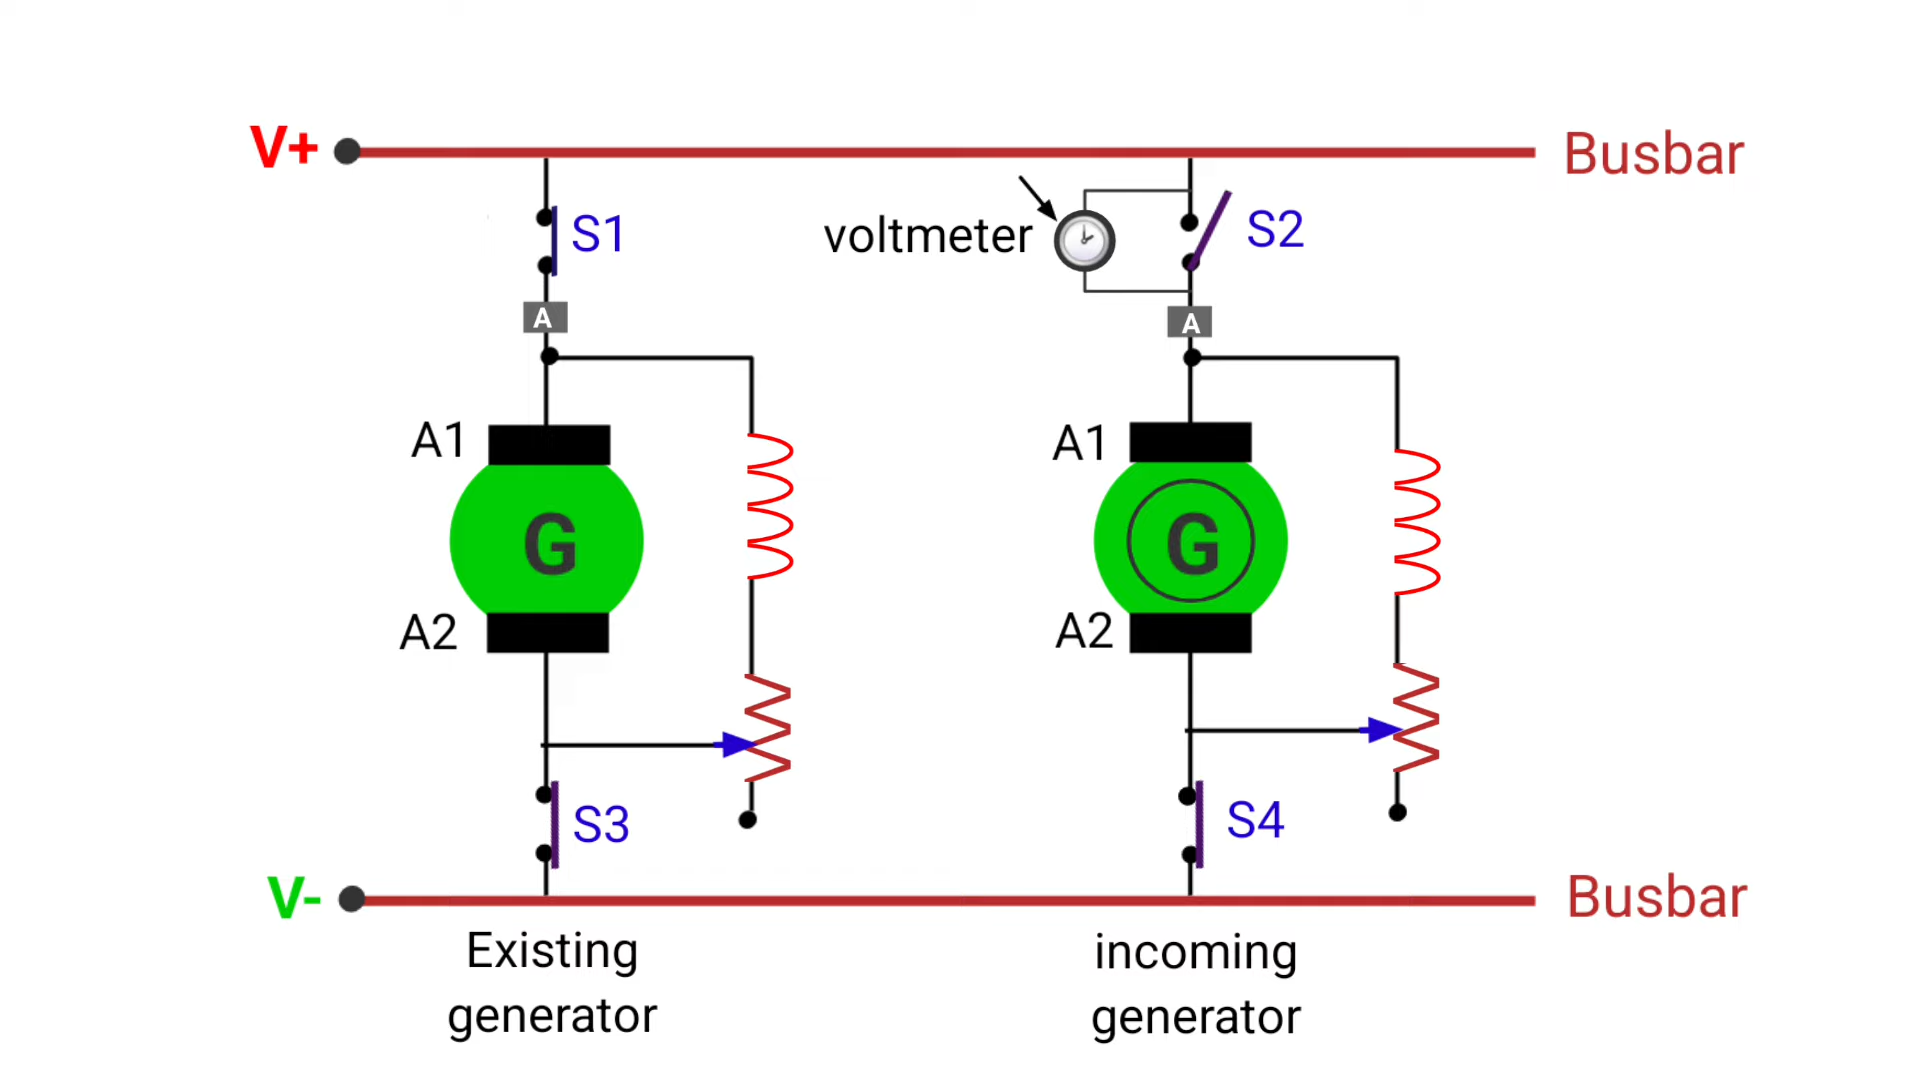 V+
Busbar
S1
voltmeter
S2
A
A
A1
A1
G
G
A2
A2
S3
S4
V-
Busbar
Existing
generator
incoming
generator